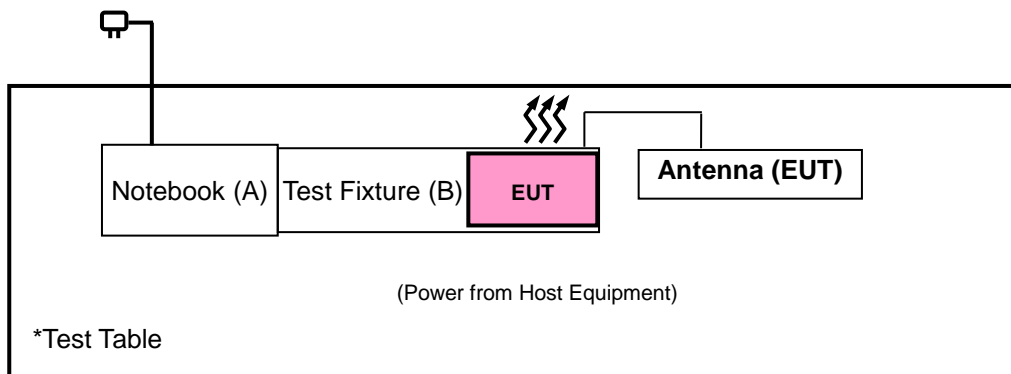 Notebook (A)
Test Fixture (B)
EUT
Antenna (EUT)
(Power from Host Equipment)
*Test Table